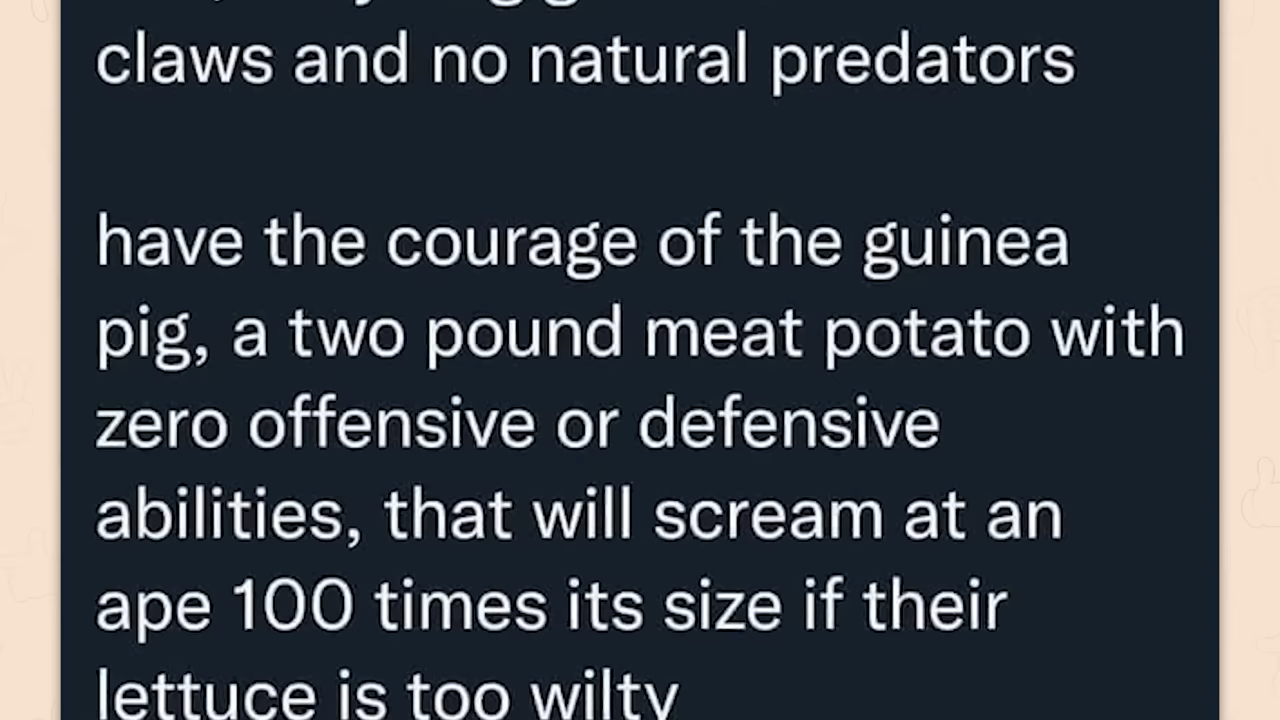 claws and no natural predators
have the courage of the guinea
pig, a two pound meat potato with
zero offensive or defensive
abilities, that will scream at an
ape 100 times its size if their
lettuce is too wilty